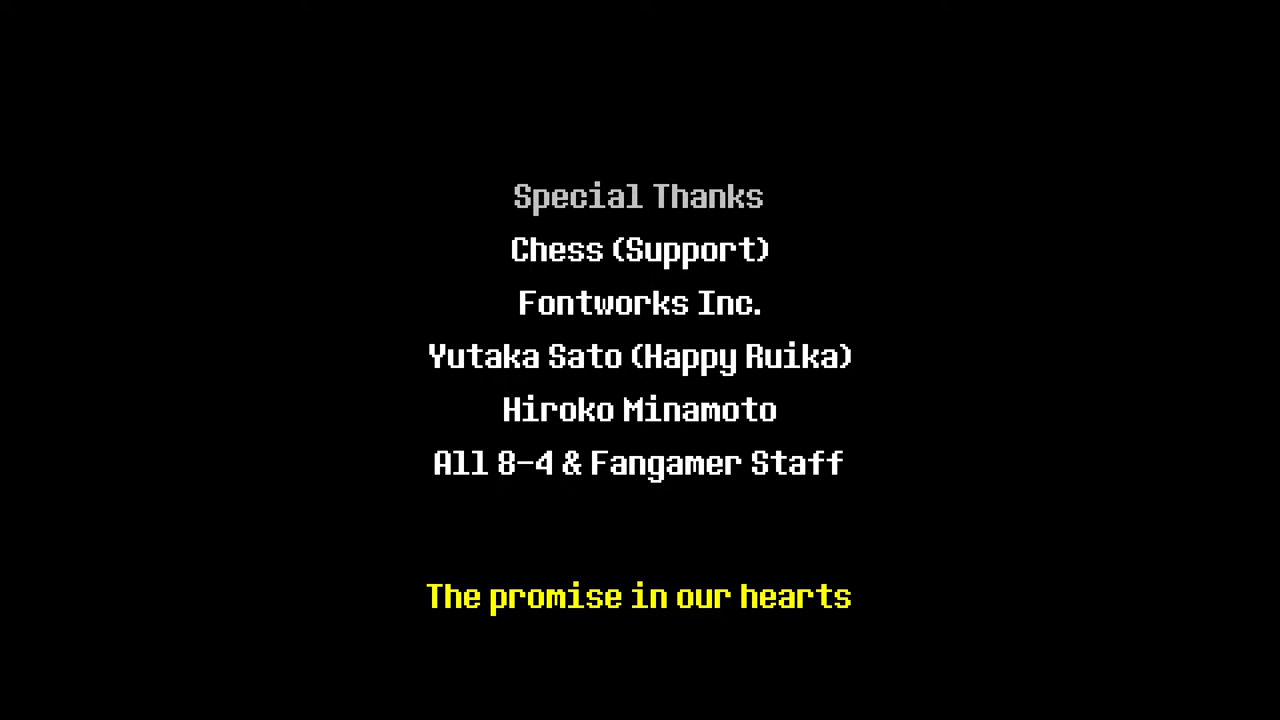 Special Thanks
Chess (Support)
Fontworks Inc.
Yutaka Sato (Happy Ruika)
Hiroko Minamoto
All 8-4 & Fangamer Staff
The promise in our hearts